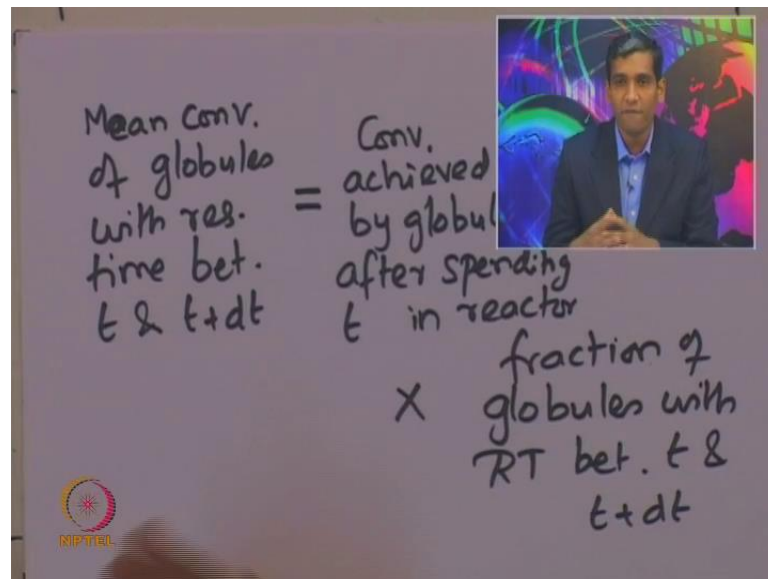 Mean conv.
of globules
with res.
time bet.
t & t+dt
=
Conv.
achieved
by
after spending
t in reactor
X
fraction of
globules with
RT bet. t &
t+dt
NPTEL